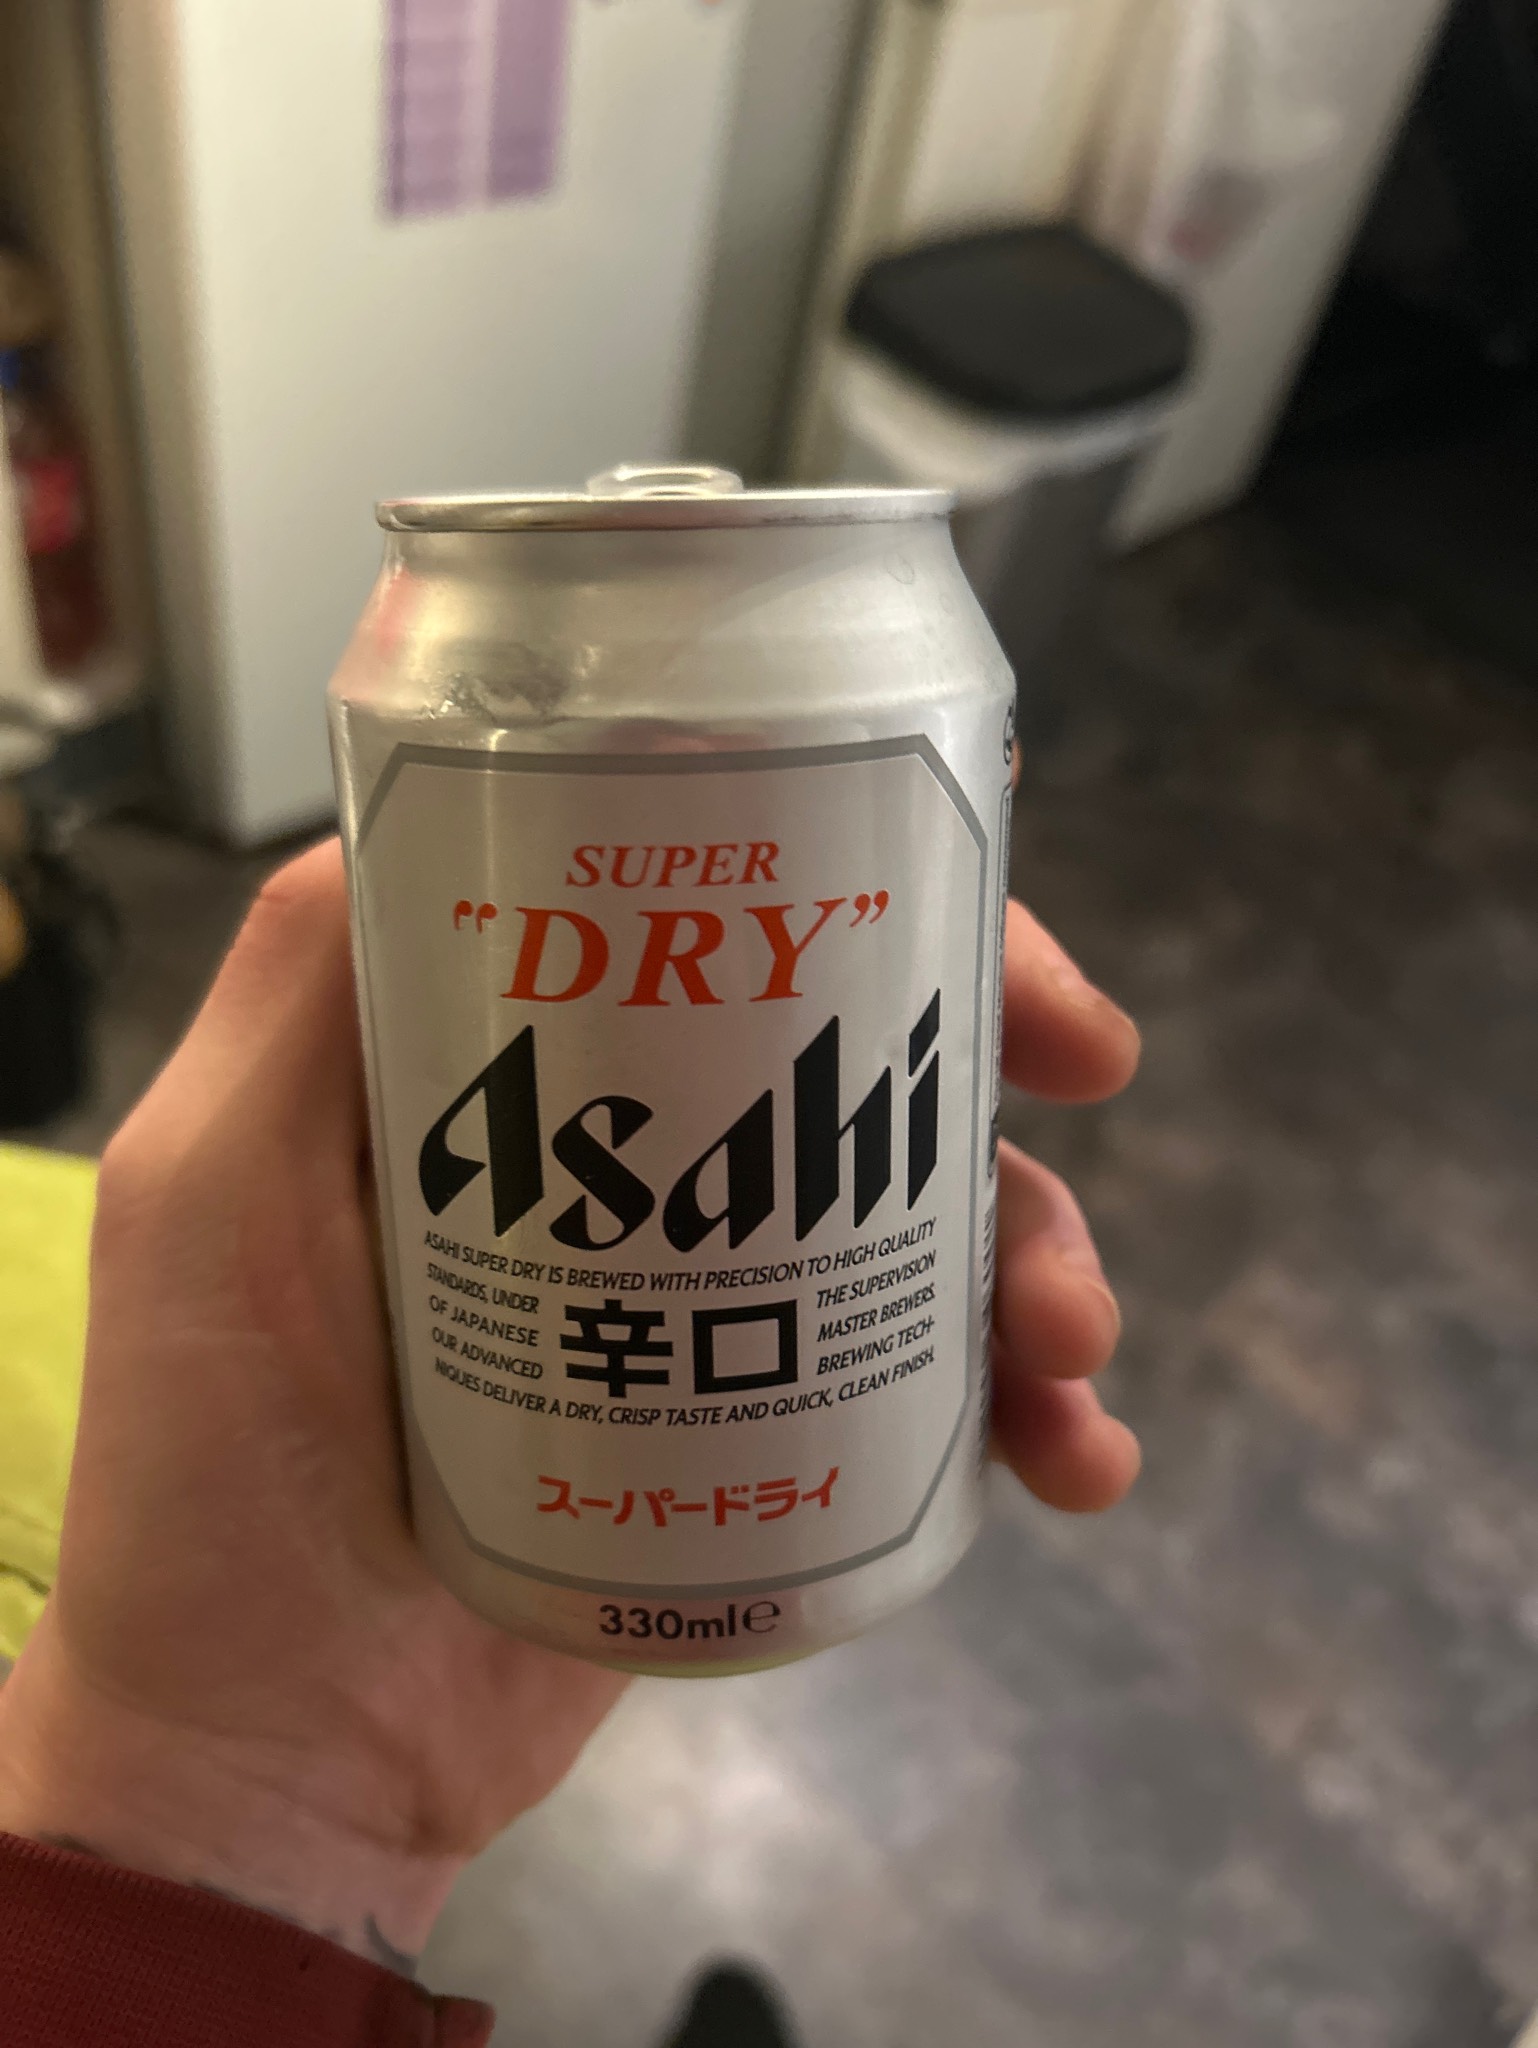 SUPER
“DRY”
Asahi
ASAHI SUPER DRY IS BREWED WITH PRECISION TO HIGH QUALITY
STANDARDS, UNDER THE SUPERVISION
OF JAPANESE MASTER BREWERS.
OUR ADVANCED BREWING TECH-
NIQUES DELIVER A DRY, CRISP TASTE AND QUICK, CLEAN FINISH.
辛口
スーパードライ
330ml℮